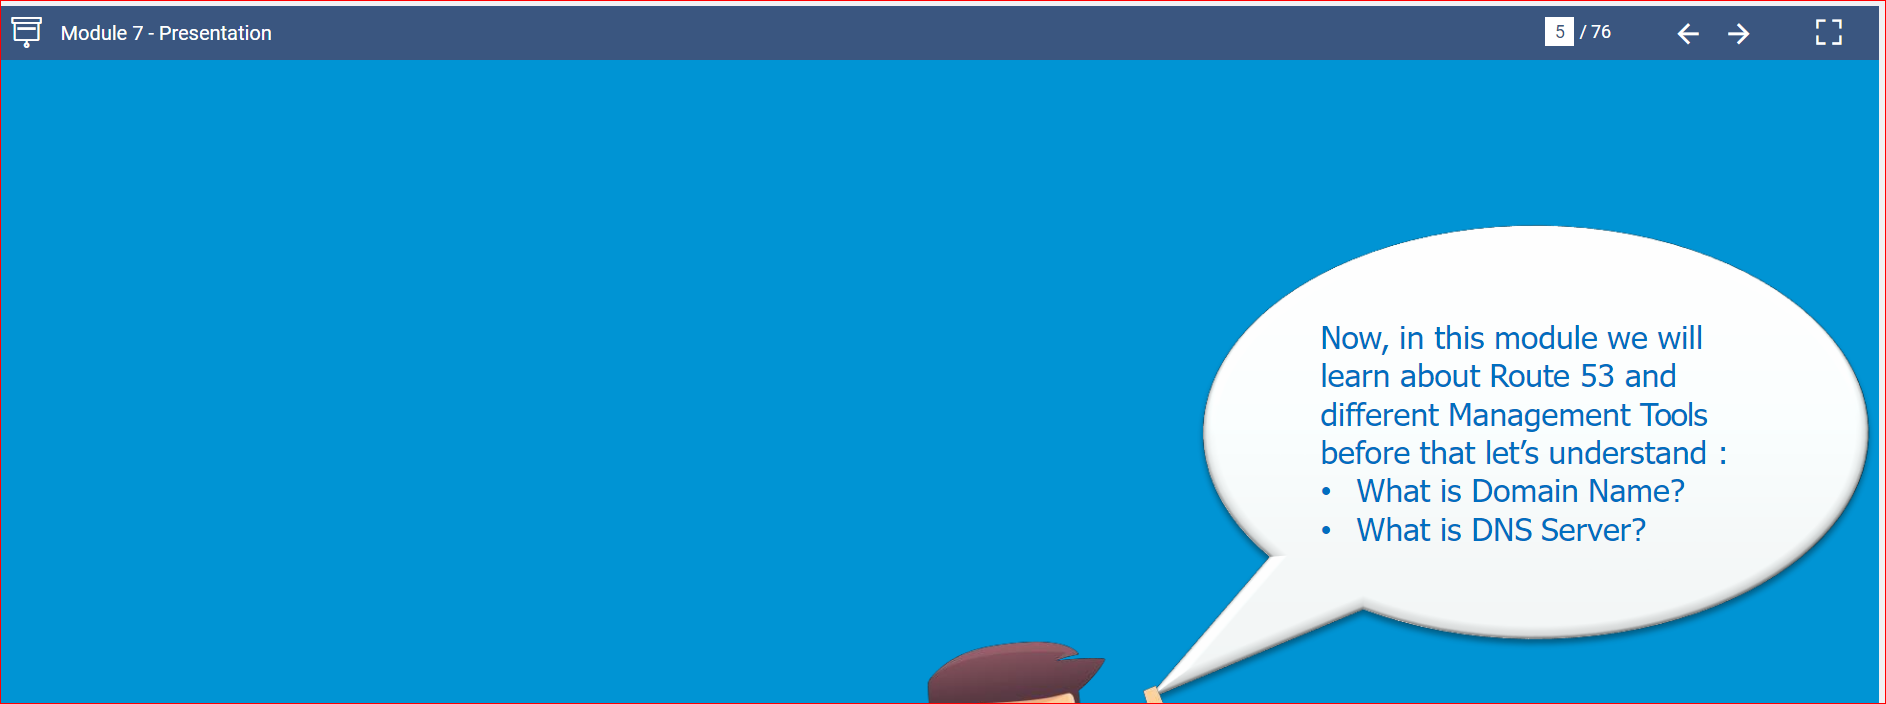 Module 7 - Presentation
5 / 76
Now, in this module we will
learn about Route 53 and
different Management Tools
before that let’s understand :
• What is Domain Name?
• What is DNS Server?